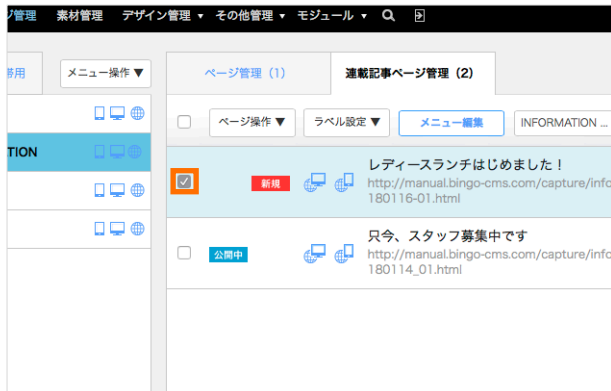 ジ管理 素材管理 デザイン管理 ▼ その他管理 ▼ モジュール ▼
帯用 メニュー操作 ▼ ページ管理（1） 連載記事ページ管理（2）
ページ操作 ▼ ラベル設定 ▼ メニュー編集 INFORMATION ...
TION
新規 レディースランチはじめました！
http://manual.bingo-cms.com/capture/info
180116-01.html
公開中 只今、スタッフ募集中です
http://manual.bingo-cms.com/capture/info
180114_01.html